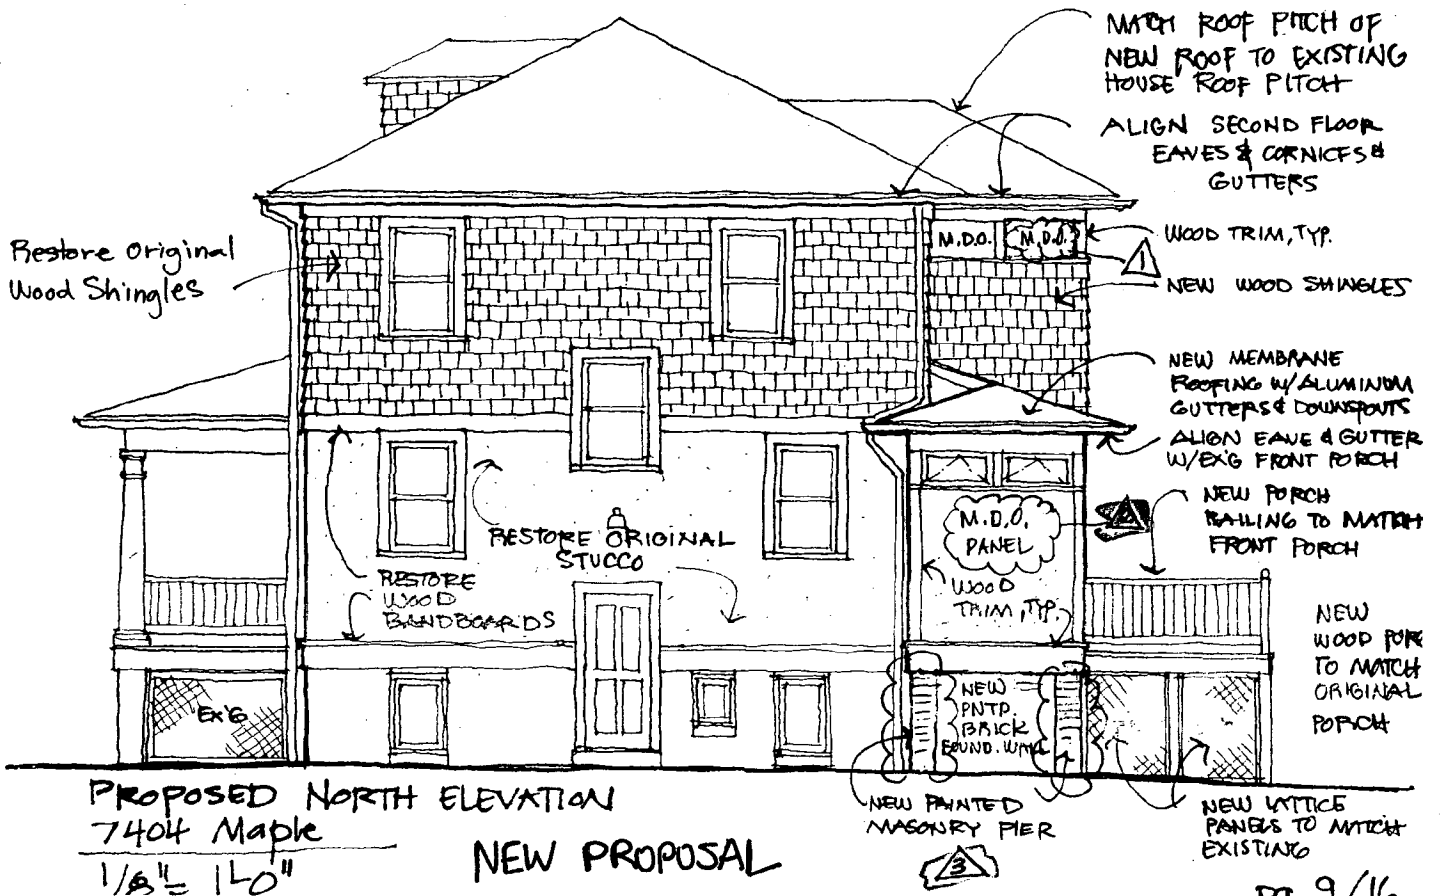 MATCH ROOF PITCH OF
NEW ROOF TO EXISTING
HOUSE ROOF PITCH
ALIGN SECOND FLOOR
EAVES & CORNICES &
GUTTERS
Restore Original
Wood Shingles
M.D.O.
M.D.O.
WOOD TRIM, TYP.
1
NEW WOOD SHINGLES
NEW MEMBRANE
ROOFING W/ALUMINUM
GUTTERS & DOWNSPOUTS
ALIGN EAVE & GUTTER
W/EX'G FRONT PORCH
NEW PORCH
RAILING TO MATCH
FRONT PORCH
M.D.O.
PANEL
RESTORE ORIGINAL
STUCCO
RESTORE
WOOD
BANDBOARDS
WOOD
TRIM, TYP.
NEW
WOOD POR
TO MATCH
ORIGINAL
PORCH
EX'G
NEW
PNTD.
BRICK
FOUND. WALL
NEW PAINTED
MASONRY PIER
3
NEW LATTICE
PANELS TO MATCH
EXISTING
PROPOSED NORTH ELEVATION
7404 Maple
1/8" = 1'-0"
NEW PROPOSAL
pg 9/16